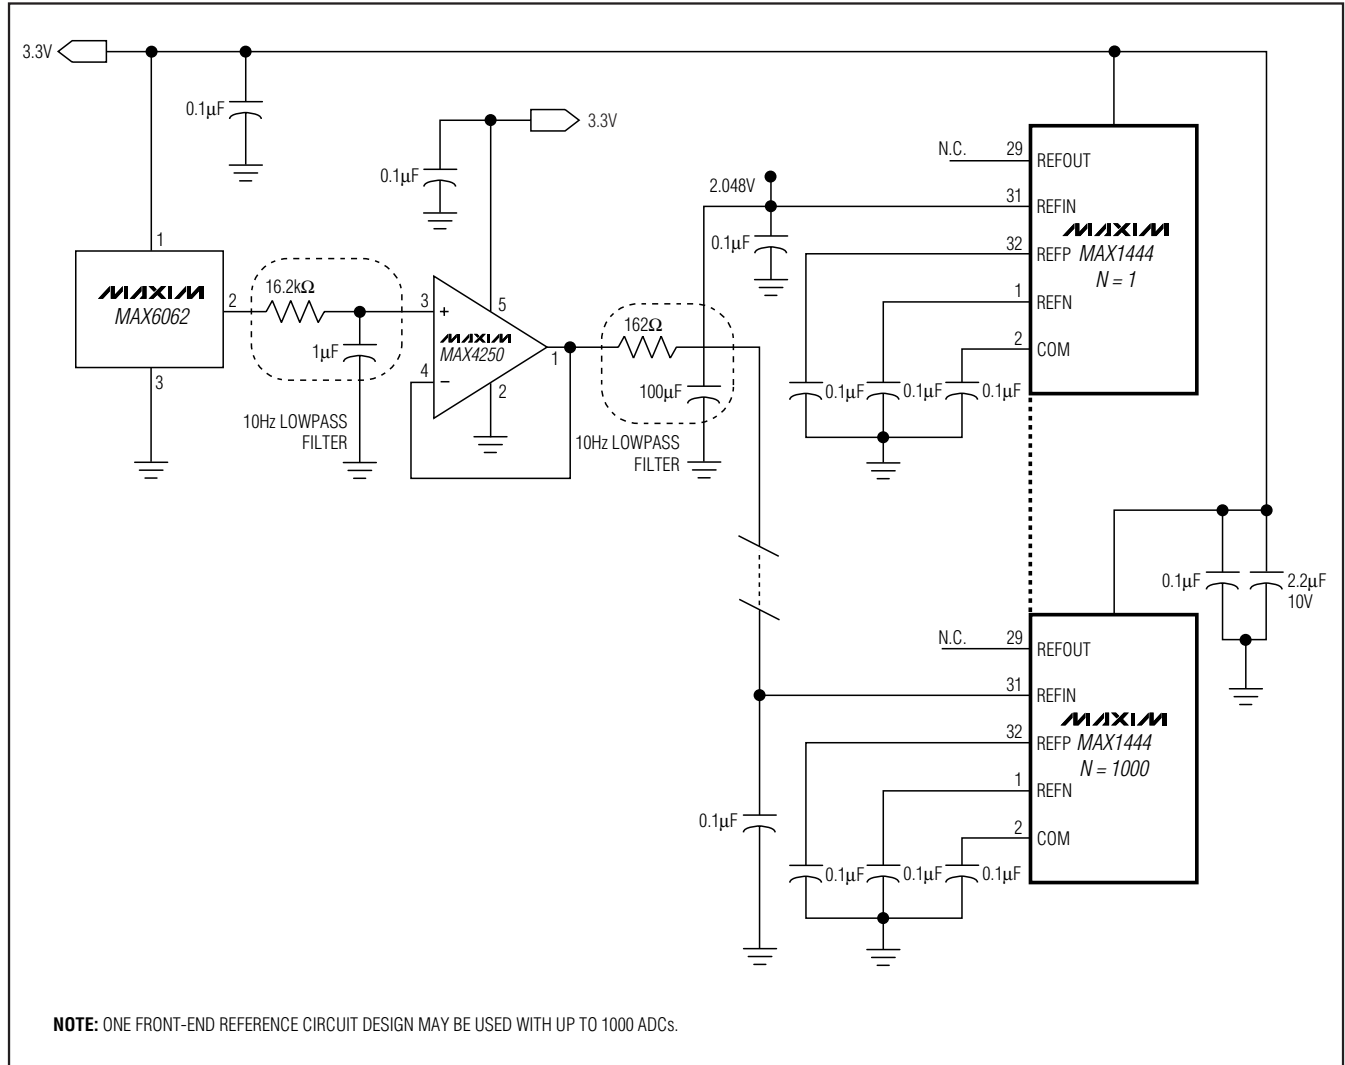 3.3V
0.1µF
3.3V
0.1µF
1
MAXIM
MAX6062
2
3
16.2kΩ
1µF
10Hz LOWPASS
FILTER
3
+
4
−
5
MAXIM
MAX4250
1
2
162Ω
100µF
10Hz LOWPASS
FILTER
2.048V
0.1µF
N.C.
29
REFOUT
31
REFIN
MAXIM
32
REFP
MAX1444
N = 1
1
REFN
2
COM
0.1µF
0.1µF
0.1µF
0.1µF
2.2µF
10V
N.C.
29
REFOUT
31
REFIN
MAXIM
32
REFP
MAX1444
N = 1000
1
REFN
2
COM
0.1µF
0.1µF
0.1µF
0.1µF
NOTE: ONE FRONT-END REFERENCE CIRCUIT DESIGN MAY BE USED WITH UP TO 1000 ADCs.